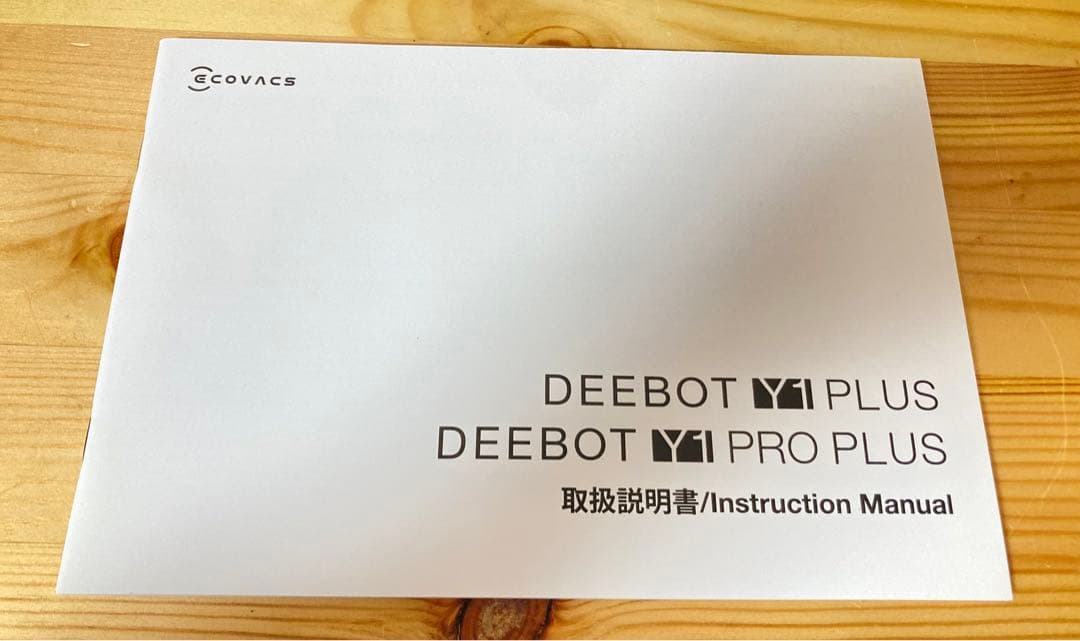 ECOVACS
DEEBOT Y1 PLUS
DEEBOT Y1 PRO PLUS
取扱説明書/Instruction Manual